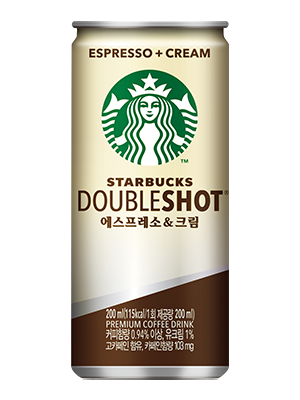 ESPRESSO + CREAM
TM
STARBUCKS
DOUBLESHOT®
에스프레소&크림
200 ml(115kcal/1회 제공량 200 ml)
PREMIUM COFFEE DRINK
커피함량 0.94% 이상, 유크림 1%
고카페인 함유, 카페인함량 103 mg